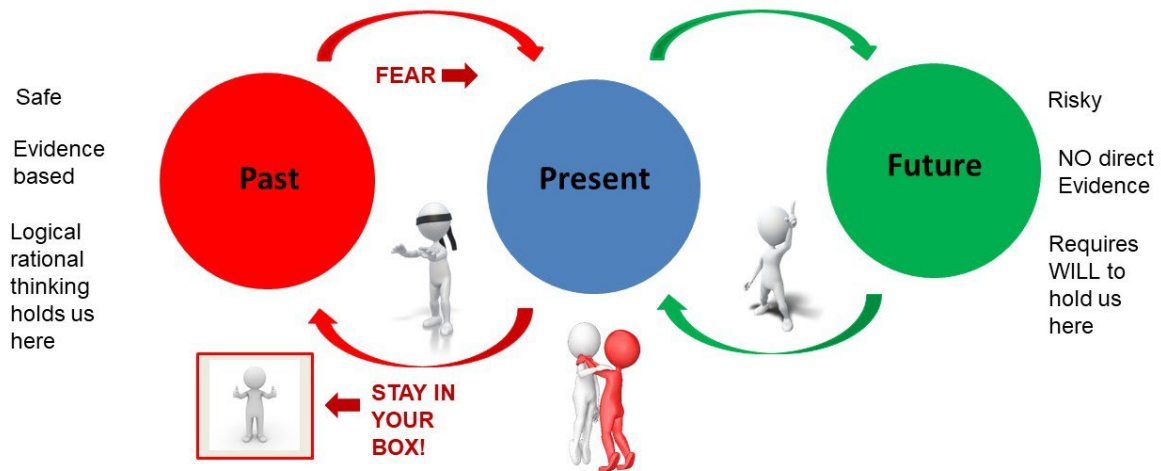 Safe
Evidence
based
Logical
rational
thinking
holds us
here
Past
FEAR
STAY IN
YOUR
BOX!
Present
Future
Risky
NO direct
Evidence
Requires
WILL to
hold us
here